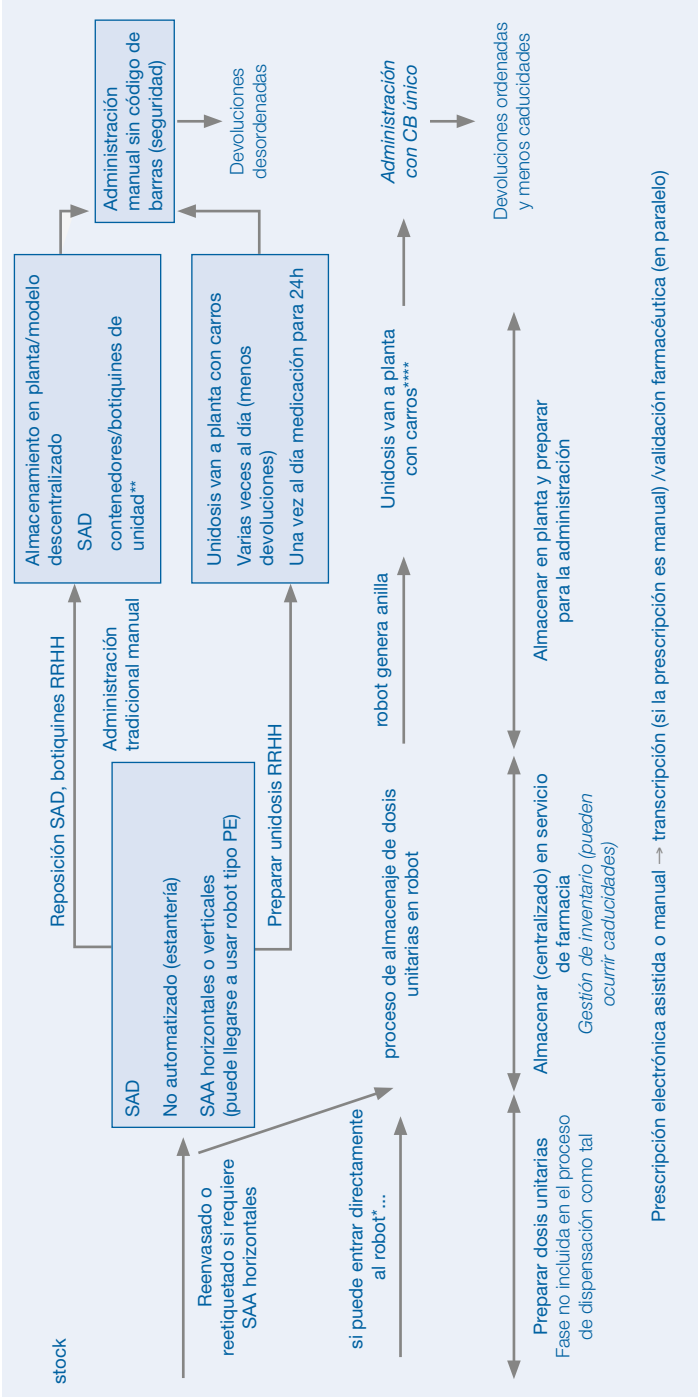 stock
Reenvasado o
reetiquetado si requiere
SAA horizontales
SAD
No automatizado (estantería)
SAA horizontales o verticales
(puede llegarse a usar robot tipo PE)
Reposición SAD, botiquines RRHH
Administración
tradicional manual
Preparar unidosis RRHH
Almacenamiento en planta/modelo
descentralizado
SAD
contenedores/botiquines de
unidad**
Unidosis van a planta con carros
Varias veces al día (menos
devoluciones)
Una vez al día medicación para 24h
Administración
manual sin código de
barras (seguridad)
Devoluciones
desordenadas
si puede entrar directamente
al robot*...
proceso de almacenaje de dosis
unitarias en robot
robot genera anilla
Unidosis van a planta
con carros****
Administración
con CB único
Devoluciones ordenadas
y menos caducidades
Preparar dosis unitarias
Fase no incluida en el proceso
de dispensación como tal
Almacenar (centralizado) en servicio
de farmacia
Gestión de inventario (pueden
ocurrir caducidades)
Almacenar en planta y preparar
para la administración
Prescripción electrónica asistida o manual → transcripción (si la prescripción es manual) /validación farmacéutica (en paralelo)